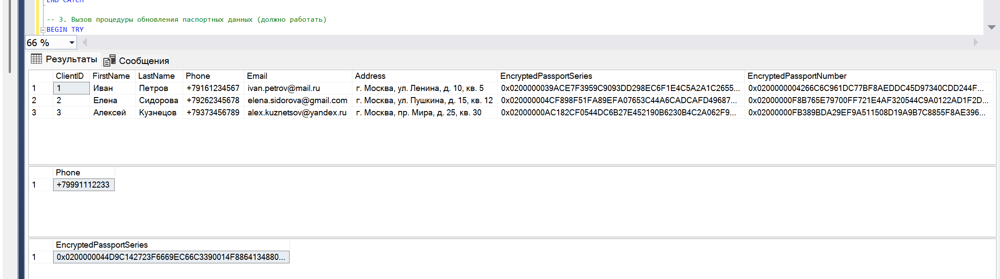 END CATCH
-- 3. Вызов процедуры обновления паспортных данных (должно работать)
BEGIN TRY
66 %
Результаты Сообщения
ClientID FirstName LastName Phone Email Address EncryptedPassportSeries EncryptedPassportNumber
1 1 Иван Петров +79161234567 ivan.petrov@mail.ru г. Москва, ул. Ленина, д. 10, кв. 5 0x0200000039ACE7F3959C9093DD298EC6F1E4C5A2A1C2655... 0x0200000004266C6C961DC77BF8AEDDC45D97340CDD244F...
2 2 Елена Сидорова +79262345678 elena.sidorova@gmail.com г. Москва, ул. Пушкина, д. 15, кв. 12 0x020000004CF898F51FA89EFA07653C44A6CADCAFD49687... 0x02000000F8B765E79700FF721E4AF320544C9A0122AD1F2D...
3 3 Алексей Кузнецов +79373456789 alex.kuznetsov@yandex.ru г. Москва, пр. Мира, д. 25, кв. 30 0x02000000AC182CF0544DC6B27E452190B6230B4C2A062F9... 0x02000000FB389BDA29EF9A511508D19A9B7C8855F8AE396...
Phone
1 +79991112233
EncryptedPassportSeries
1 0x0200000044D9C142723F6669EC66C3390014F8864134880...